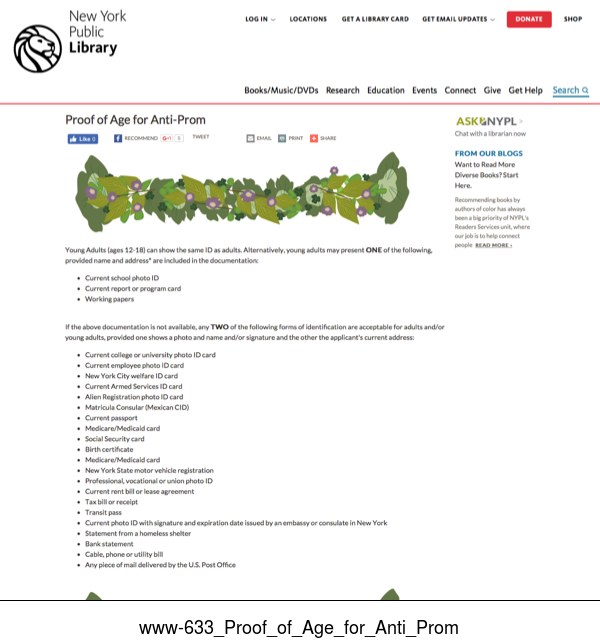 New York
Public
Library
LOG IN
LOCATIONS
GET A LIBRARY CARD
GET EMAIL UPDATES
DONATE
SHOP
Books/Music/DVDs Research Education Events Connect Give Get Help Search
Proof of Age for Anti-Prom
Like 0
RECOMMEND
G+1 0
TWEET
EMAIL
PRINT
SHARE
Young Adults (ages 12-18) can show the same ID as adults. Alternatively, young adults may present ONE of the following,
provided name and address* are included in the documentation:
• Current school photo ID
• Current report or program card
• Working papers
If the above documentation is not available, any TWO of the following forms of identification are acceptable for adults and/or
young adults, provided one shows a photo and name and/or signature and the other the applicant's current address:
• Current college or university photo ID card
• Current employee photo ID card
• New York City welfare ID card
• Current Armed Services ID card
• Alien Registration photo ID card
• Matricula Consular (Mexican CID)
• Current passport
• Medicare/Medicaid card
• Social Security card
• Birth certificate
• Medicare/Medicaid card
• New York State motor vehicle registration
• Professional, vocational or union photo ID
• Current rent bill or lease agreement
• Tax bill or receipt
• Transit pass
• Current photo ID with signature and expiration date issued by an embassy or consulate in New York
• Statement from a homeless shelter
• Bank statement
• Cable, phone or utility bill
• Any piece of mail delivered by the U.S. Post Office
ASK NYPL >
Chat with a librarian now
FROM OUR BLOGS
Want to Read More
Diverse Books? Start
Here.
Recommending books by
authors of color has always
been a big priority of NYPL's
Readers Services unit, where
our job is to help connect
people READ MORE ›
www-633_Proof_of_Age_for_Anti_Prom